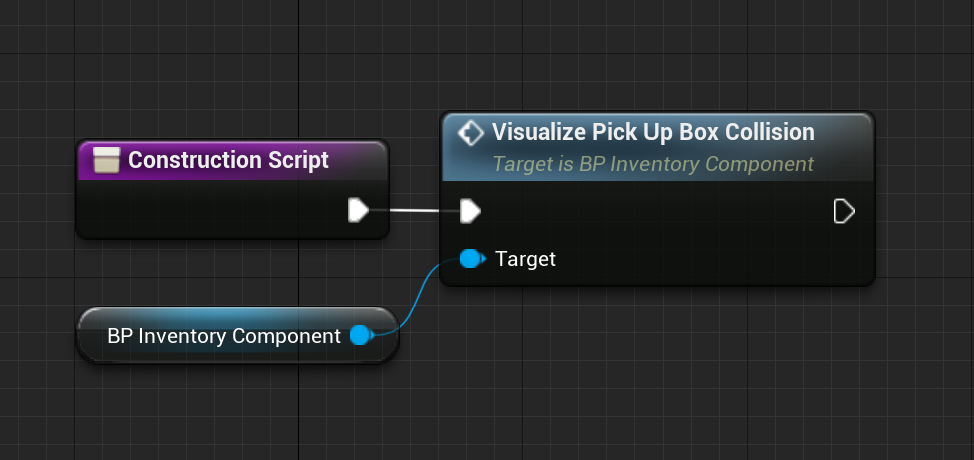 Construction Script
Visualize Pick Up Box Collision
Target is BP Inventory Component
Target
BP Inventory Component